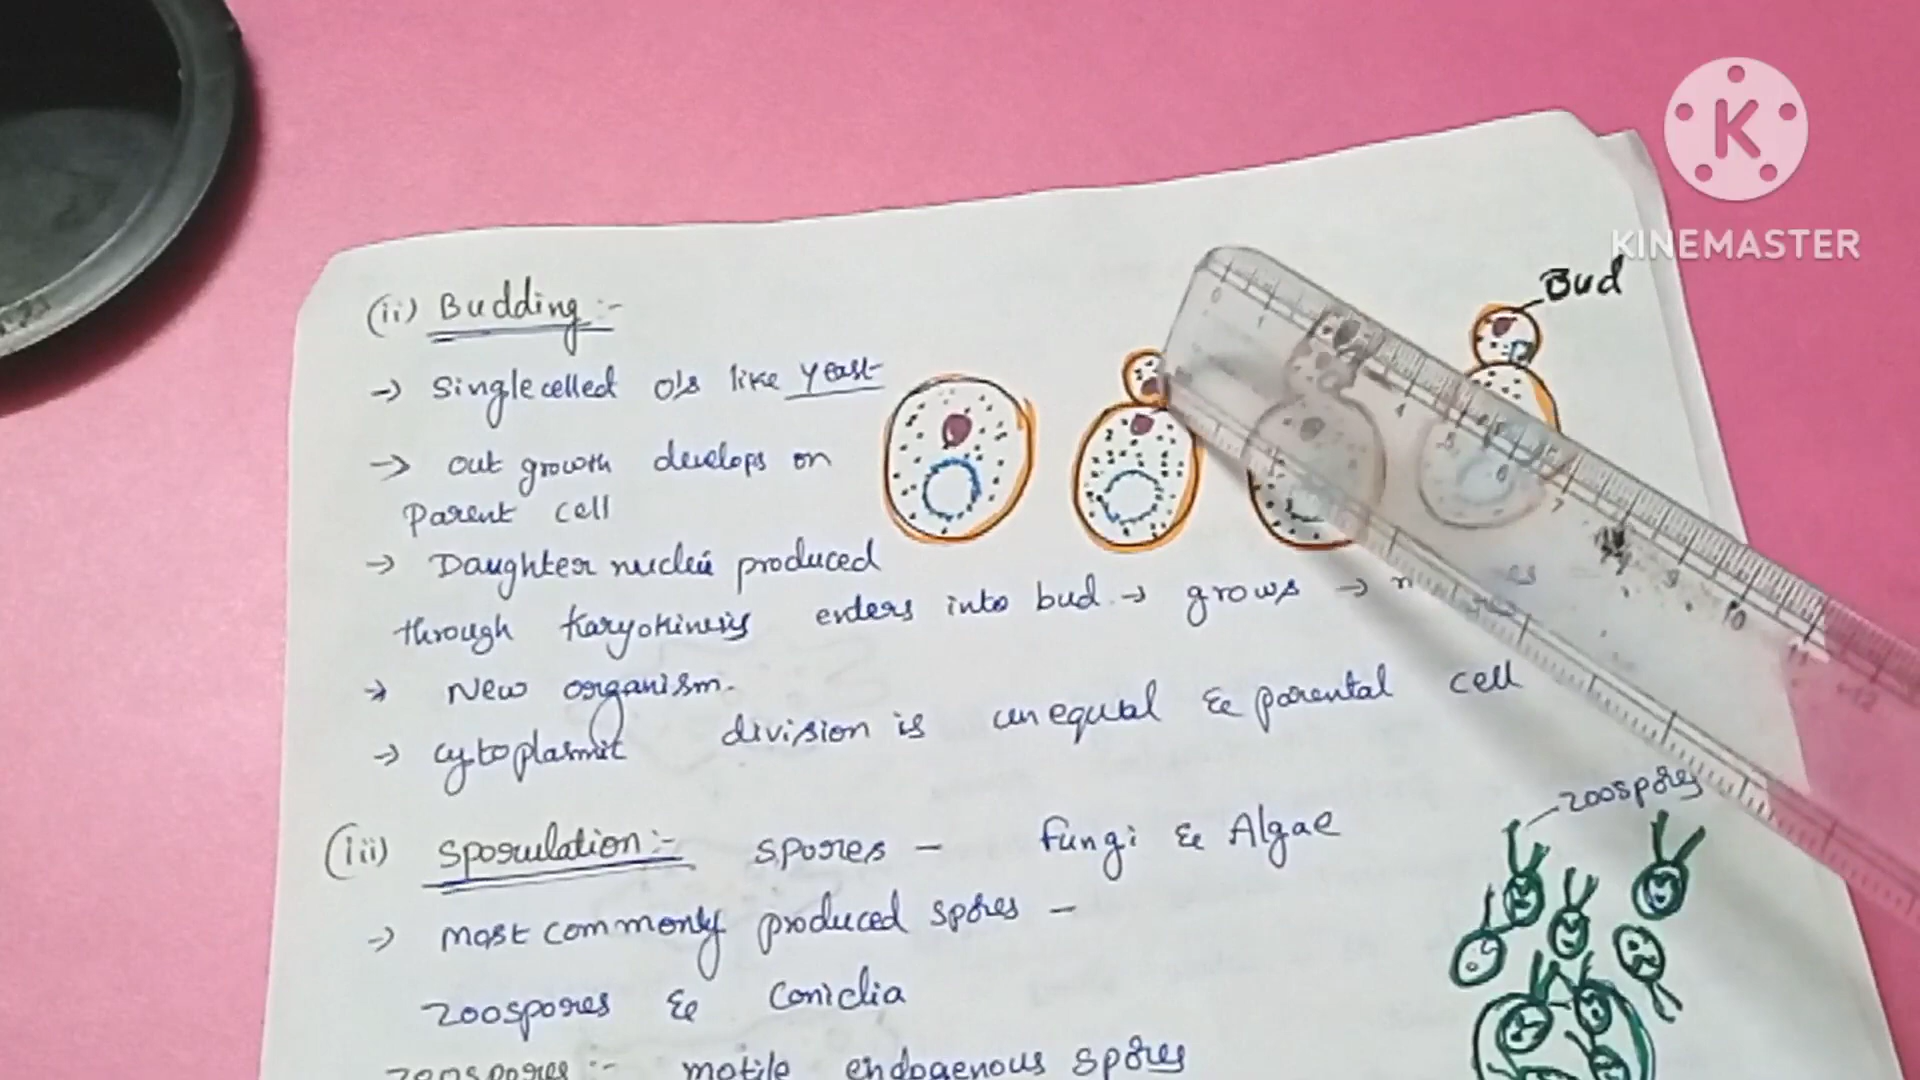 KINEMASTER
Bud
(ii) Budding :-
→ Single celled o's like yeast
→ out growth develops on
parent cell
→ Daughter nuclei produced
through karyokinesis enters into bud → grows →
→ New organism.
→ cytoplasmit division is unequal & parental cell
(iii) Sporulation :- spores – fungi & Algae
zoospores
→ most commonly produced spores –
zoospores & Conidia
zoospores :- motile endogenous spores